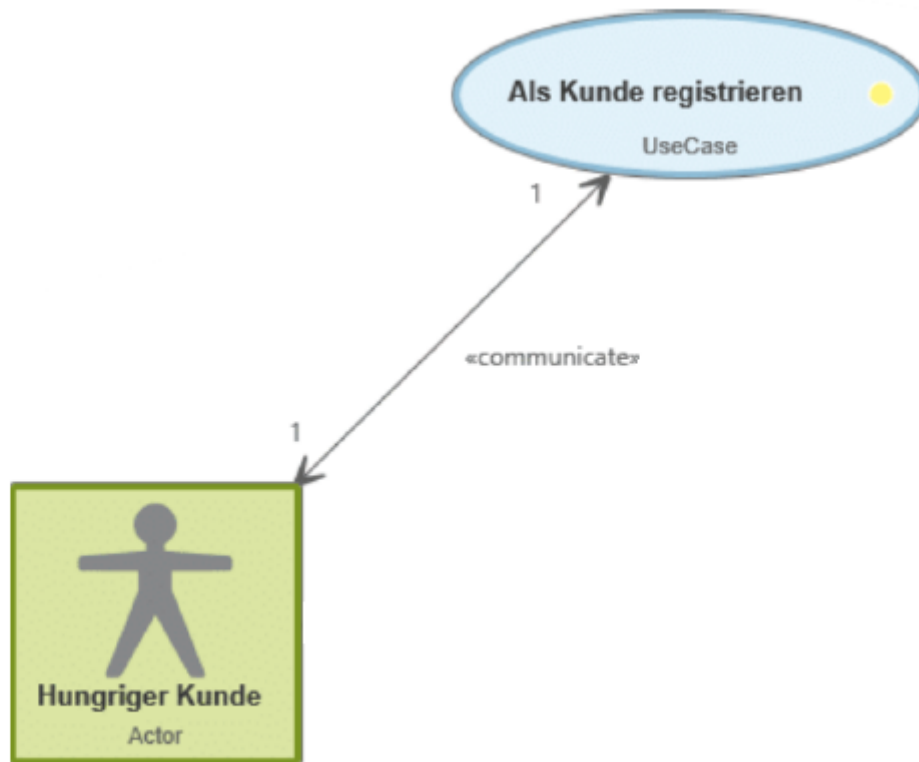 Als Kunde registrieren
UseCase
1
«communicate»
1
Hungriger Kunde
Actor